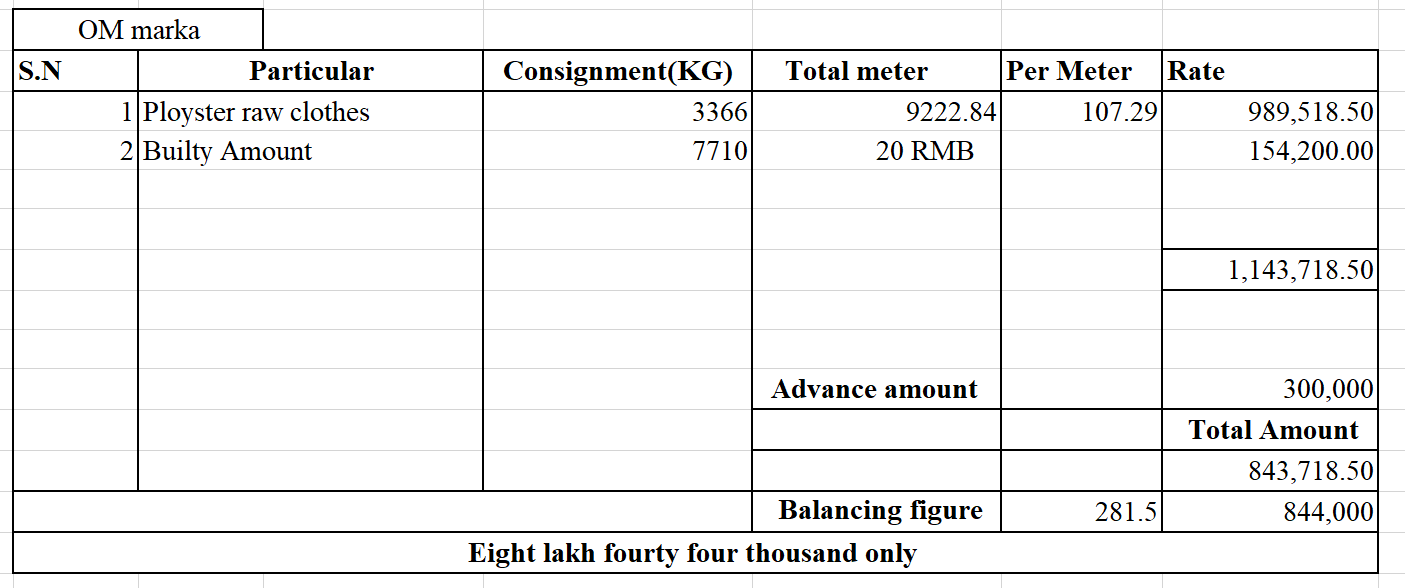 OM marka
S.N Particular Consignment(KG) Total meter Per Meter Rate
1 Ployster raw clothes 3366 9222.84 107.29 989,518.50
2 Builty Amount 7710 20 RMB 154,200.00
1,143,718.50
Advance amount 300,000
Total Amount
843,718.50
Balancing figure 281.5 844,000
Eight lakh fourty four thousand only